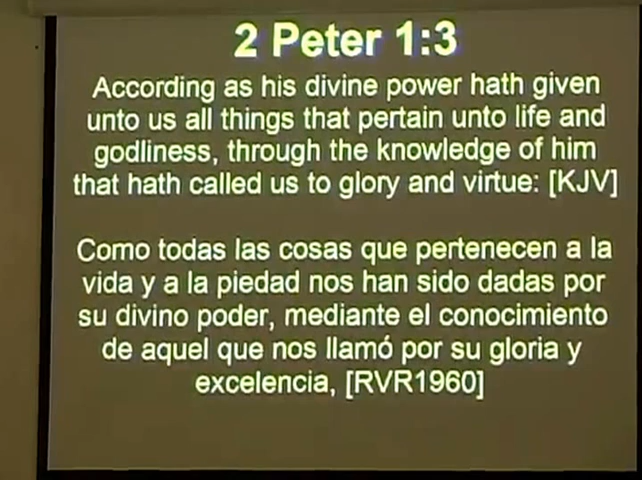 2 Peter 1:3
According as his divine power hath given
unto us all things that pertain unto life and
godliness, through the knowledge of him
that hath called us to glory and virtue: [KJV]
Como todas las cosas que pertenecen a la
vida y a la piedad nos han sido dadas por
su divino poder, mediante el conocimiento
de aquel que nos llamó por su gloria y
excelencia, [RVR1960]